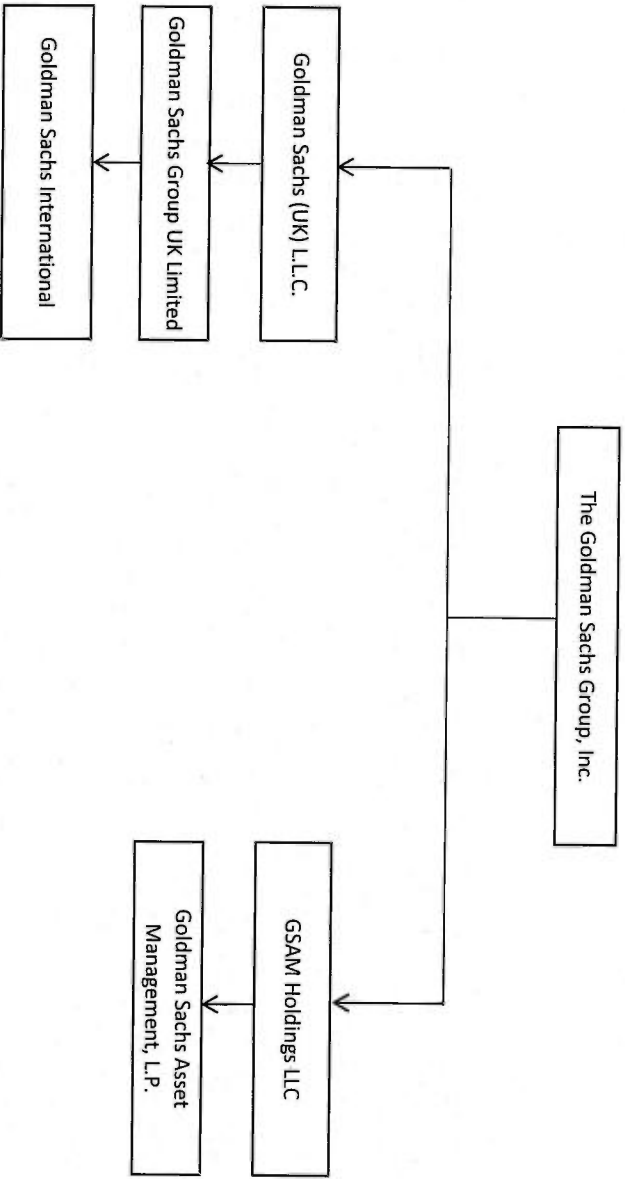 The Goldman Sachs Group, Inc.
Goldman Sachs (UK) L.L.C.
Goldman Sachs Group UK Limited
Goldman Sachs International
GSAM Holdings LLC
Goldman Sachs Asset
Management, L.P.